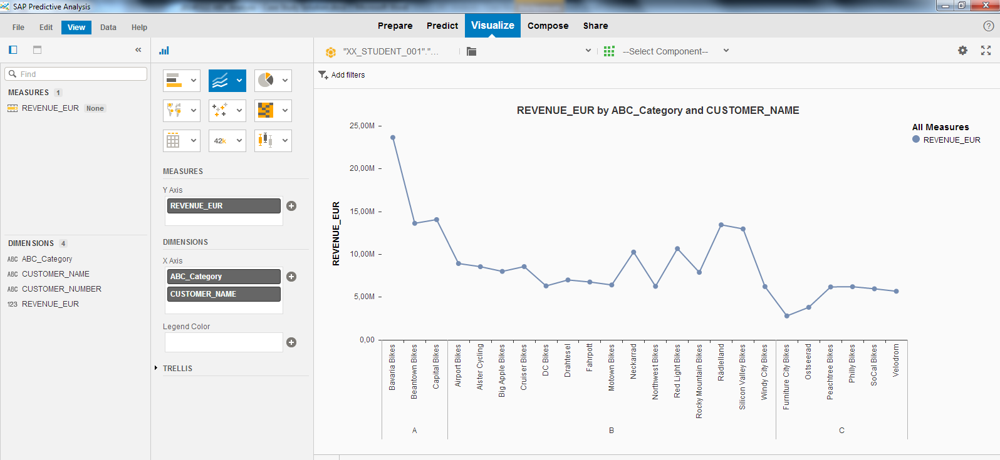 SAP Predictive Analysis
File Edit View Data Help
Prepare Predict Visualize Compose Share
?
«
"XX_STUDENT_001"."...
--Select Component--
Find
MEASURES 1
REVENUE_EUR None
DIMENSIONS 4
ABC ABC_Category
ABC CUSTOMER_NAME
ABC CUSTOMER_NUMBER
123 REVENUE_EUR
42k
MEASURES
Y Axis
REVENUE_EUR
DIMENSIONS
X Axis
ABC_Category
CUSTOMER_NAME
Legend Color
TRELLIS
Add filters
REVENUE_EUR by ABC_Category and CUSTOMER_NAME
All Measures
REVENUE_EUR
REVENUE_EUR
25,00M
20,00M
15,00M
10,00M
5,00M
0,00
Bavaria Bikes
Beantown Bikes
Capital Bikes
Airport Bikes
Alster Cycling
Big Apple Bikes
Cruiser Bikes
DC Bikes
Drahtesel
Fahrpott
Motown Bikes
Neckarrad
Northwest Bikes
Red Light Bikes
Rocky Mountain Bikes
Rädlelland
Silicon Valley Bikes
Windy City Bikes
Furniture City Bikes
Ostseerad
Peachtree Bikes
Philly Bikes
SoCal Bikes
Velodrom
A
B
C